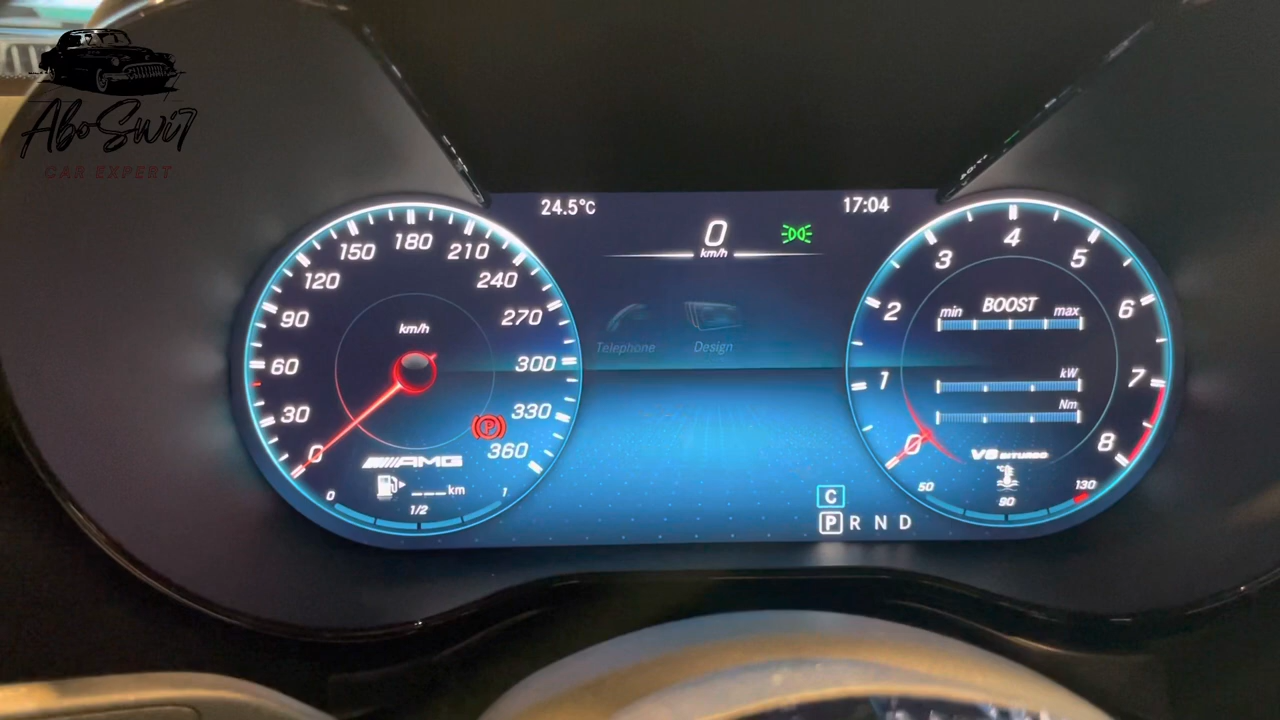 AboSwi7
CAR EXPERT
24.5°C
17:04
0
km/h
Telephone
Design
km/h
0
30
60
90
120
150
180
210
240
270
300
330
360
P
AMG
___km
0
1/2
1
0
1
2
3
4
5
6
7
8
BOOST
min
max
kW
Nm
V8 BITURBO
°C
50
90
130
C
P R N D